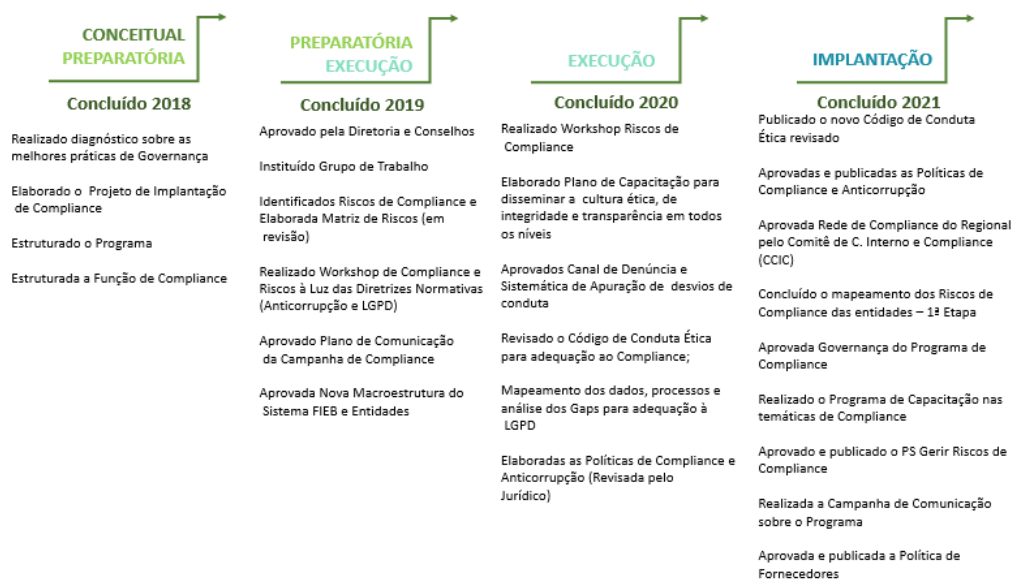 CONCEITUAL
PREPARATÓRIA
Concluído 2018
Realizado diagnóstico sobre as
melhores práticas de Governança
Elaborado o Projeto de Implantação
de Compliance
Estruturado o Programa
Estruturada a Função de Compliance
PREPARATÓRIA
EXECUÇÃO
Concluído 2019
Aprovado pela Diretoria e Conselhos
Instituído Grupo de Trabalho
Identificados Riscos de Compliance e
Elaborada Matriz de Riscos (em
revisão)
Realizado Workshop de Compliance e
Riscos à Luz das Diretrizes Normativas
(Anticorrupção e LGPD)
Aprovado Plano de Comunicação
da Campanha de Compliance
Aprovada Nova Macroestrutura do
Sistema FIEB e Entidades
EXECUÇÃO
Concluído 2020
Realizado Workshop Riscos de
Compliance
Elaborado Plano de Capacitação para
disseminar a cultura ética, de
integridade e transparência em todos
os níveis
Aprovados Canal de Denúncia e
Sistemática de Apuração de desvios de
conduta
Revisado o Código de Conduta Ética
para adequação ao Compliance;
Mapeamento dos dados, processos e
análise dos Gaps para adequação à
LGPD
Elaboradas as Políticas de Compliance e
Anticorrupção (Revisada pelo
Jurídico)
IMPLANTAÇÃO
Concluído 2021
Publicado o novo Código de Conduta
Ética revisado
Aprovadas e publicadas as Políticas de
Compliance e Anticorrupção
Aprovada Rede de Compliance do Regional
pelo Comitê de C. Interno e Compliance
(CCIC)
Concluído o mapeamento dos Riscos de
Compliance das entidades – 1ª Etapa
Aprovada Governança do Programa de
Compliance
Realizado o Programa de Capacitação nas
temáticas de Compliance
Aprovado e publicado o PS Gerir Riscos de
Compliance
Realizada a Campanha de Comunicação
sobre o Programa
Aprovada e publicada a Política de
Fornecedores